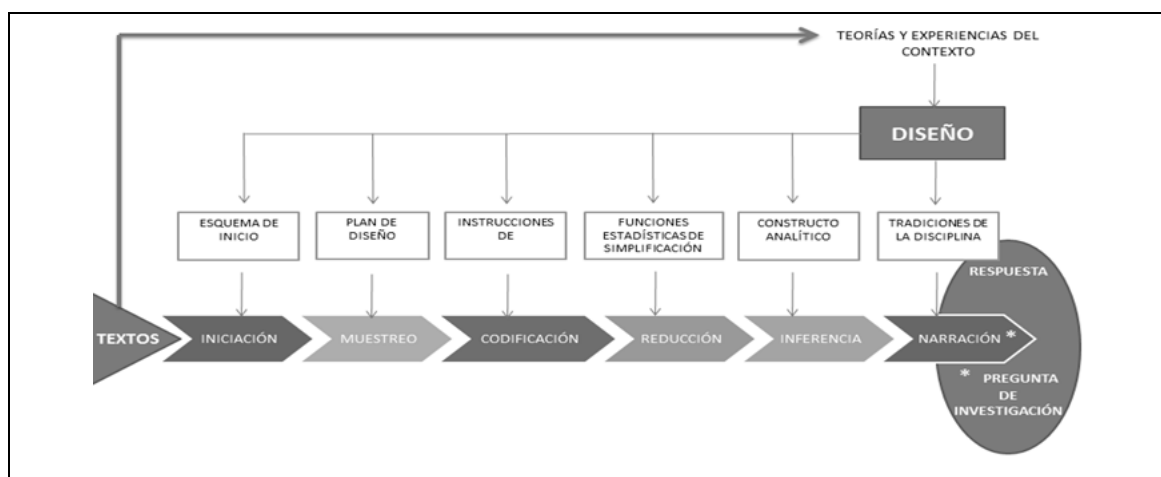 TEORÍAS Y EXPERIENCIAS DEL
CONTEXTO
DISEÑO
ESQUEMA DE
INICIO
PLAN DE
DISEÑO
INSTRUCCIONES
DE
FUNCIONES
ESTADÍSTICAS DE
SIMPLIFICACIÓN
CONSTRUCTO
ANALÍTICO
TRADICIONES DE
LA DISCIPLINA
RESPUESTA
TEXTOS
INICIACIÓN
MUESTREO
CODIFICACIÓN
REDUCCIÓN
INFERENCIA
NARRACIÓN *
* PREGUNTA
DE
INVESTIGACIÓN